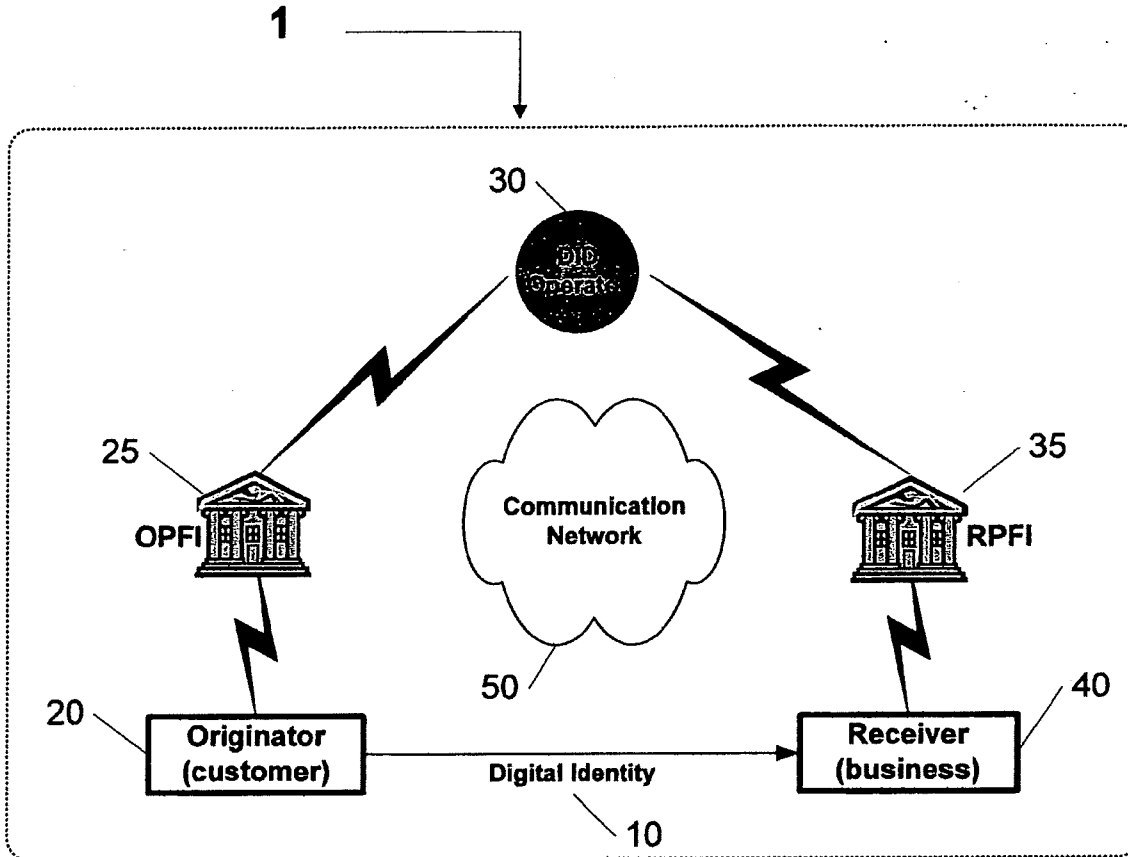 1
30
DID
Operator
25
35
OPFI
Communication
Network
RPFI
50
20
40
Originator
(customer)
Receiver
(business)
Digital Identity
10